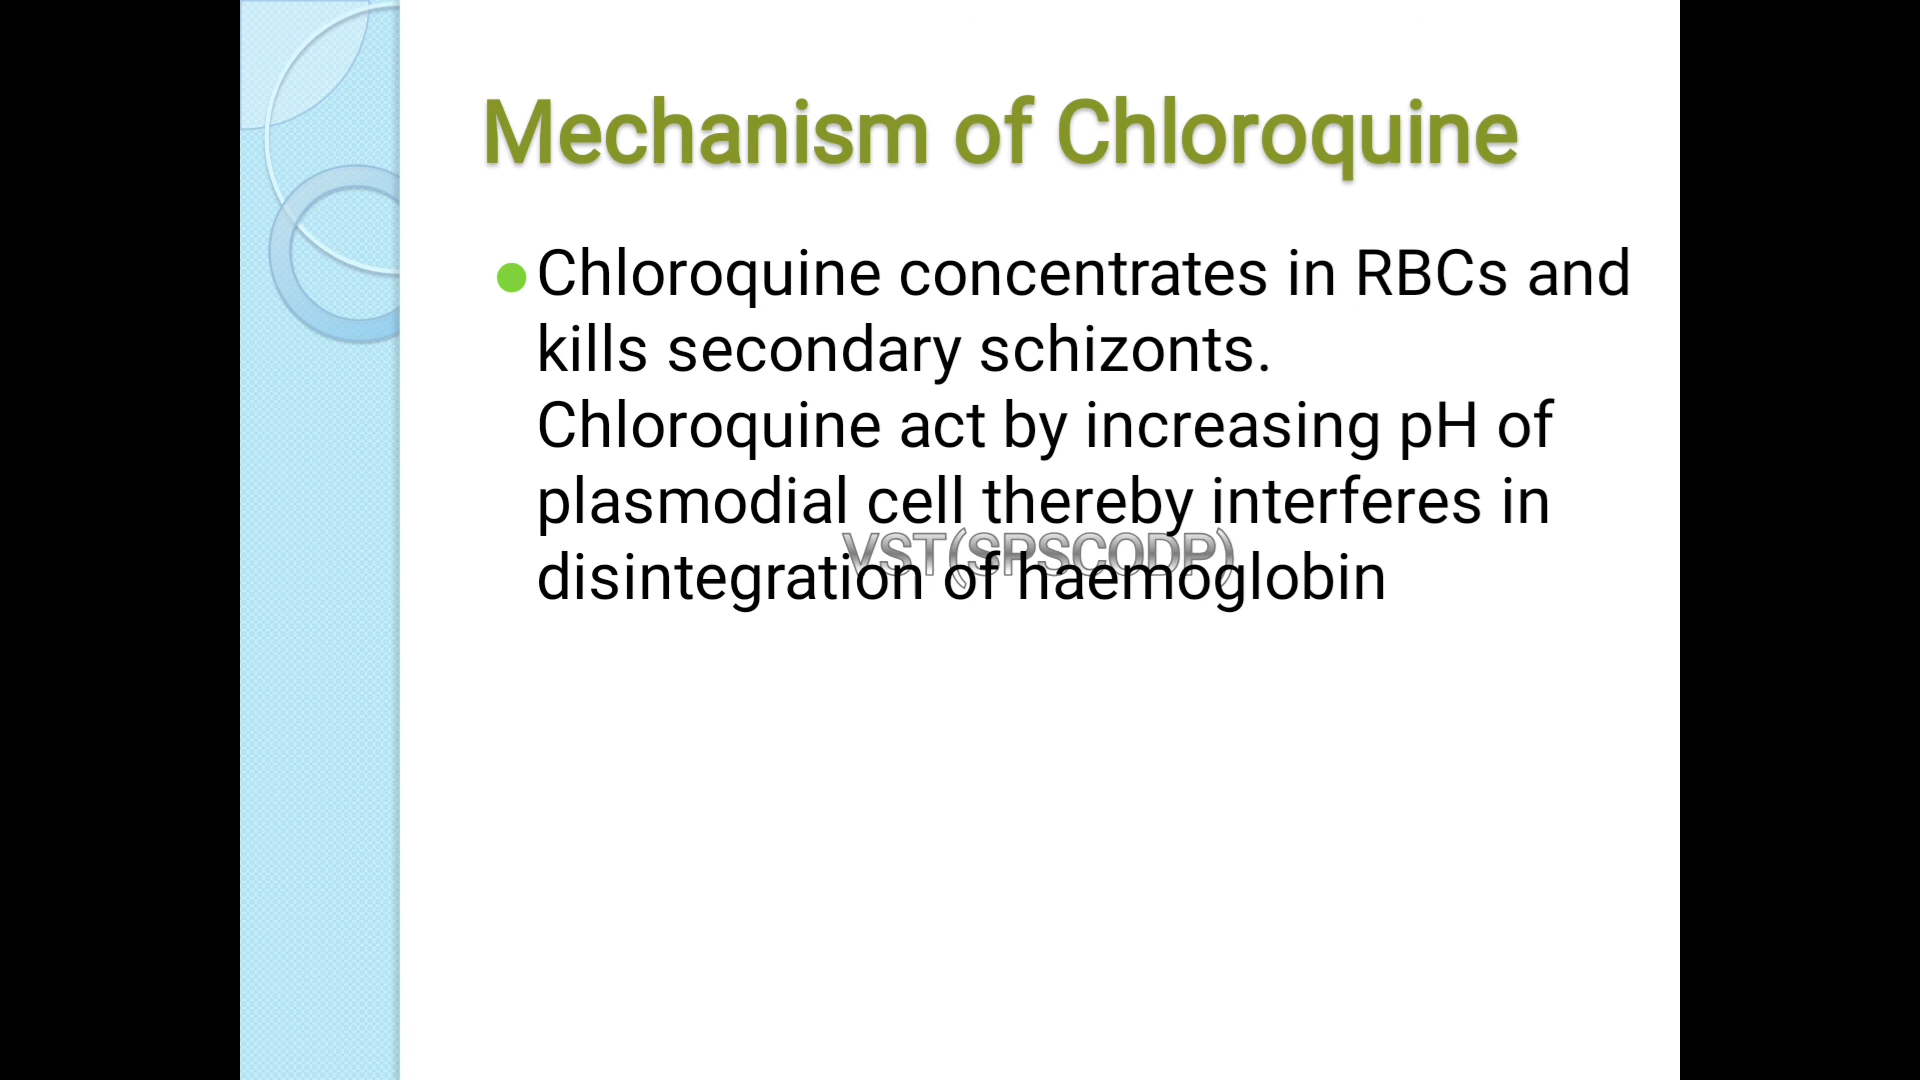 Mechanism of Chloroquine
Chloroquine concentrates in RBCs and
kills secondary schizonts.
Chloroquine act by increasing pH of
plasmodial cell thereby interferes in
VST(SPSCODP)
disintegration of haemoglobin